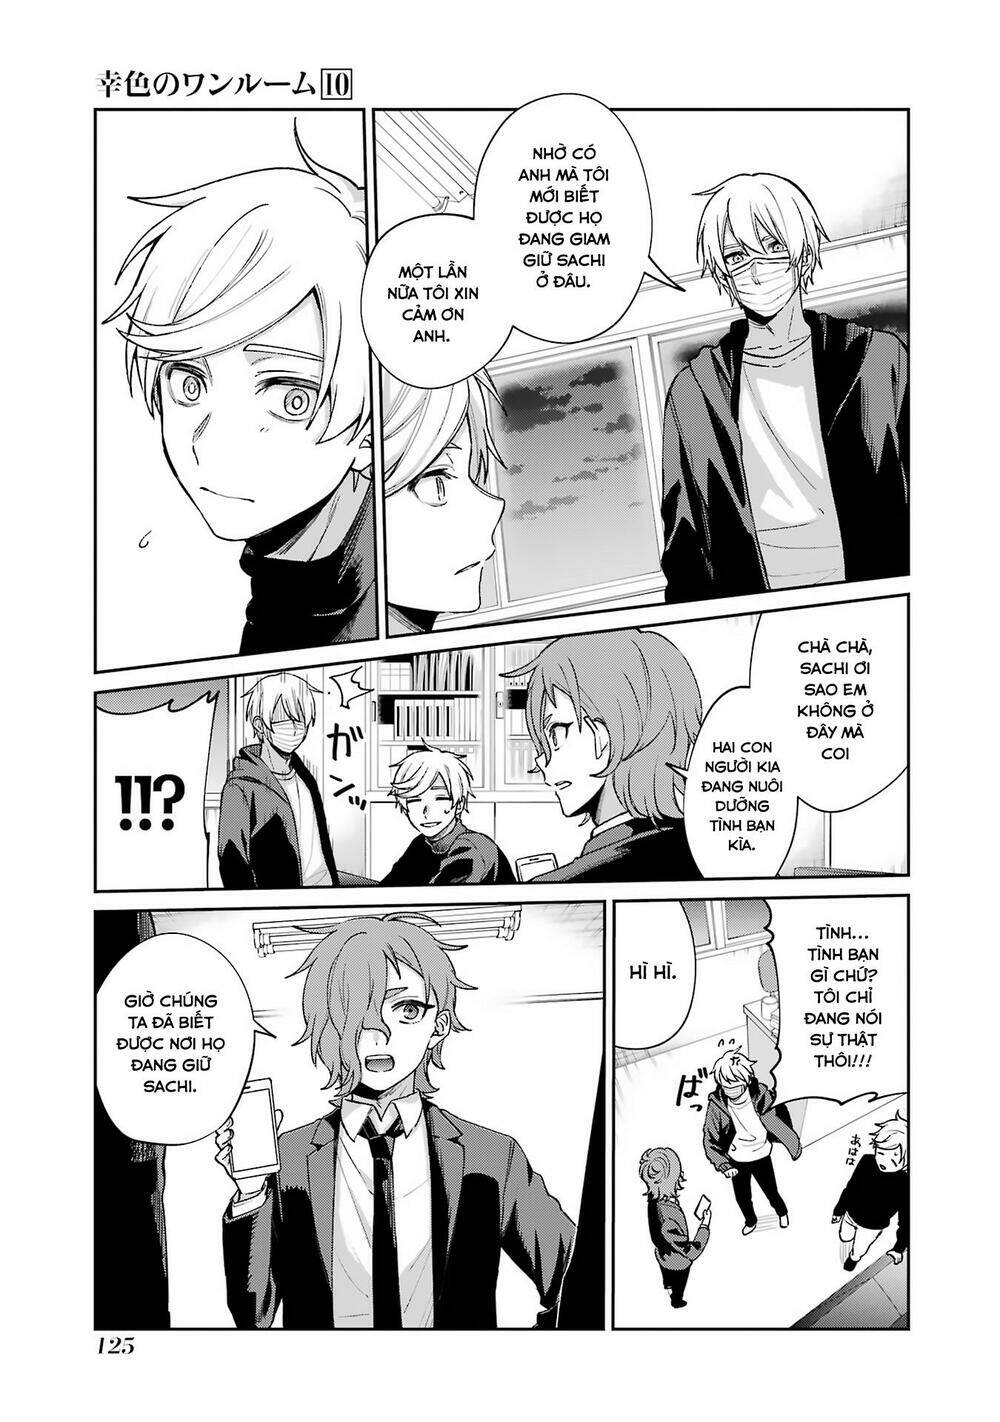 幸色のワンルーム10
NHỜ CÓ
ANH MÀ TÔI
MỚI BIẾT
ĐƯỢC HỌ
ĐANG GIAM
GIỮ SACHI
Ở ĐÂU.
MỘT LẦN
NỮA TÔI XIN
CẢM ƠN
ANH.
CHÀ CHÀ,
SACHI ƠI
SAO EM
KHÔNG Ở
ĐÂY MÀ
COI
HAI CON
NGƯỜI KIA
ĐANG NUÔI
DƯỠNG
TÌNH BẠN
KÌA.
ガーンッ
!!?
TÌNH...
TÌNH BẠN
GÌ CHỨ?
TÔI CHỈ
ĐANG NÓI
SỰ THẬT
THÔI!!!
HÌ HÌ.
ばっ
あはは
GIỜ CHÚNG
TA ĐÃ BIẾT
ĐƯỢC NƠI HỌ
ĐANG GIỮ
SACHI.
125